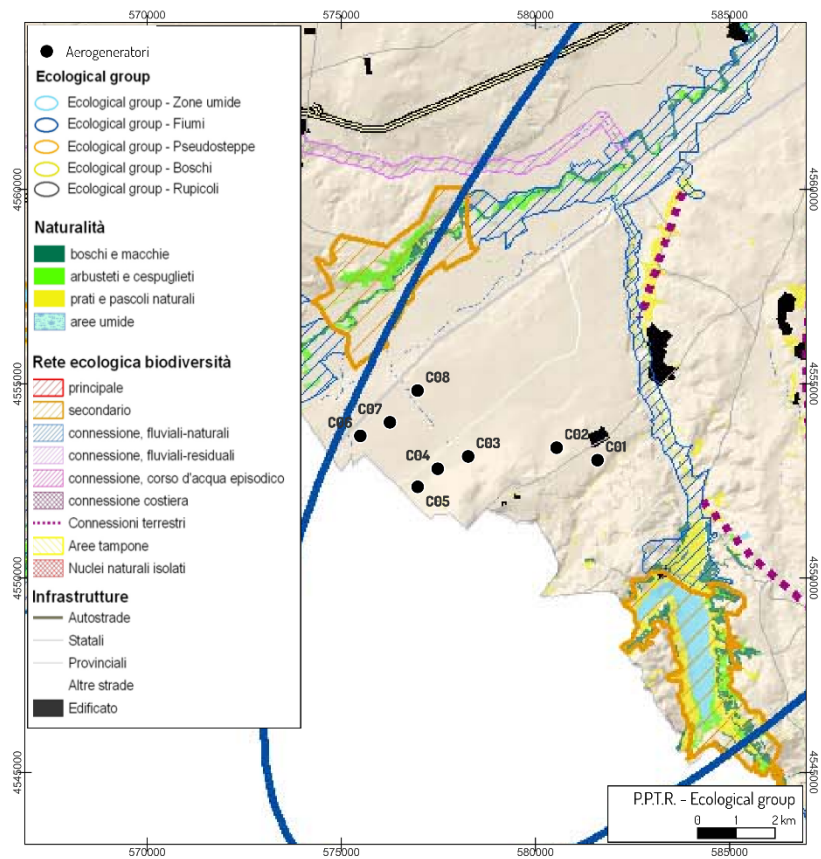 570000
575000
580000
585000
Aerogeneratori
Ecological group
Ecological group - Zone umide
Ecological group - Fiumi
Ecological group - Pseudosteppe
Ecological group - Boschi
Ecological group - Rupicoli
Naturalità
boschi e macchie
arbusteti e cespuglieti
prati e pascoli naturali
aree umide
Rete ecologica biodiversità
principale
secondario
connessione, fluviali-naturali
connessione, fluviali-residuali
connessione, corso d'acqua episodico
connessione costiera
Connessioni terrestri
Aree tampone
Nuclei naturali isolati
Infrastrutture
Autostrade
Statali
Provinciali
Altre strade
Edificato
4560000
4555000
4550000
4545000
4560000
4555000
4550000
4545000
C08
C07
C06
C03
C04
C05
C02
C01
P.P.T.R. - Ecological group
0 1 2 km
570000
575000
580000
585000